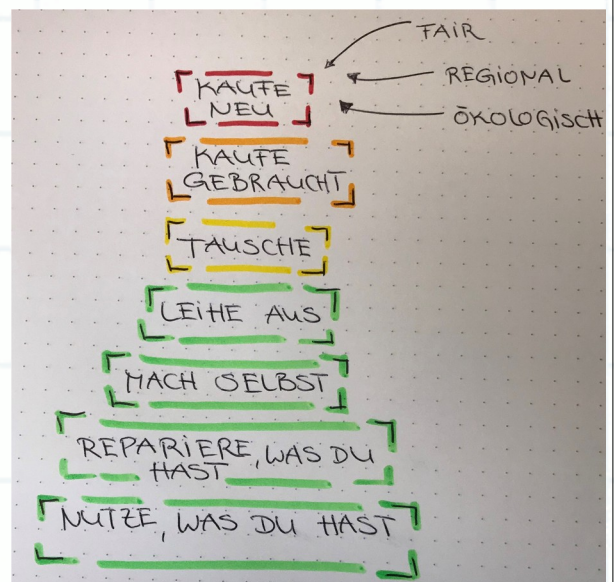 FAIR
REGIONAL
ÖKOLOGISCH
KAUFE
NEU
KAUFE
GEBRAUCHT
TAUSCHE
LEIHE AUS
MACH SELBST
REPARIERE, WAS DU
HAST
NUTZE, WAS DU HAST